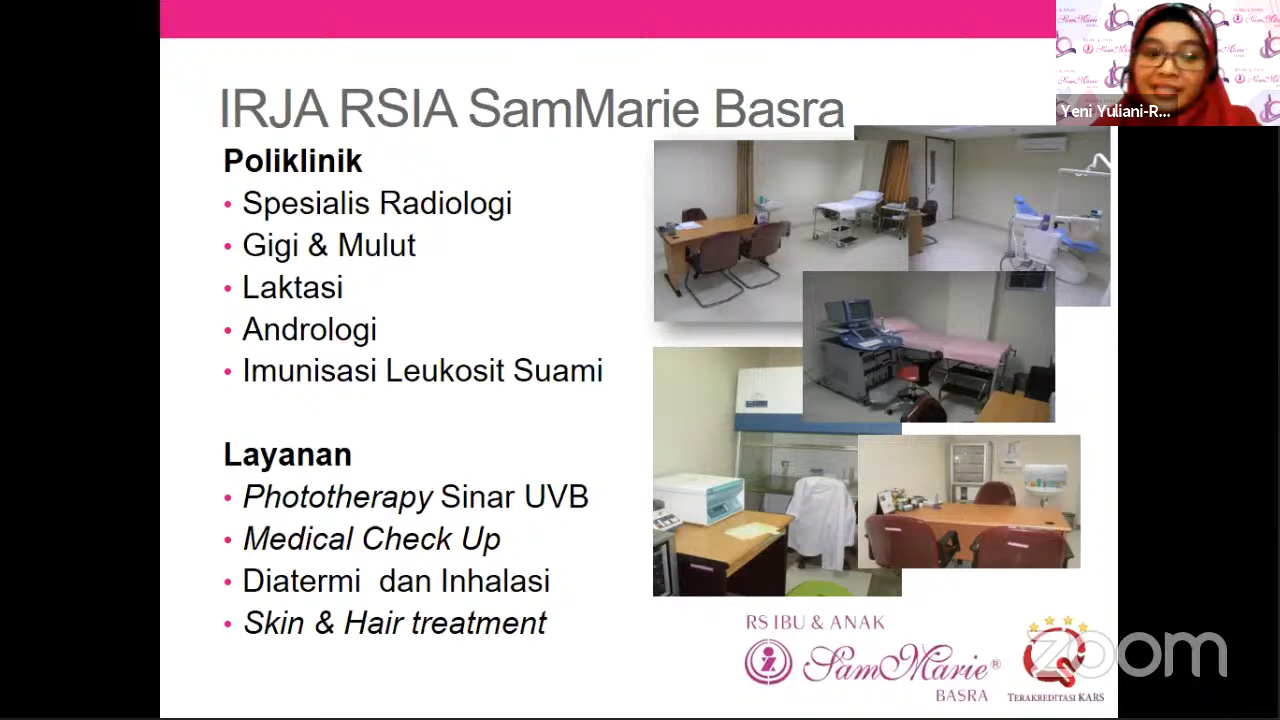 IRJA RSIA SamMarie Basra
Poliklinik
• Spesialis Radiologi
• Gigi & Mulut
• Laktasi
• Andrologi
• Imunisasi Leukosit Suami
Layanan
• Phototherapy Sinar UVB
• Medical Check Up
• Diatermi dan Inhalasi
• Skin & Hair treatment
RS IBU & ANAK
SamMarie®
BASRA
TERAKREDITASI KARS
zoom
Yeni Yuliani-R...